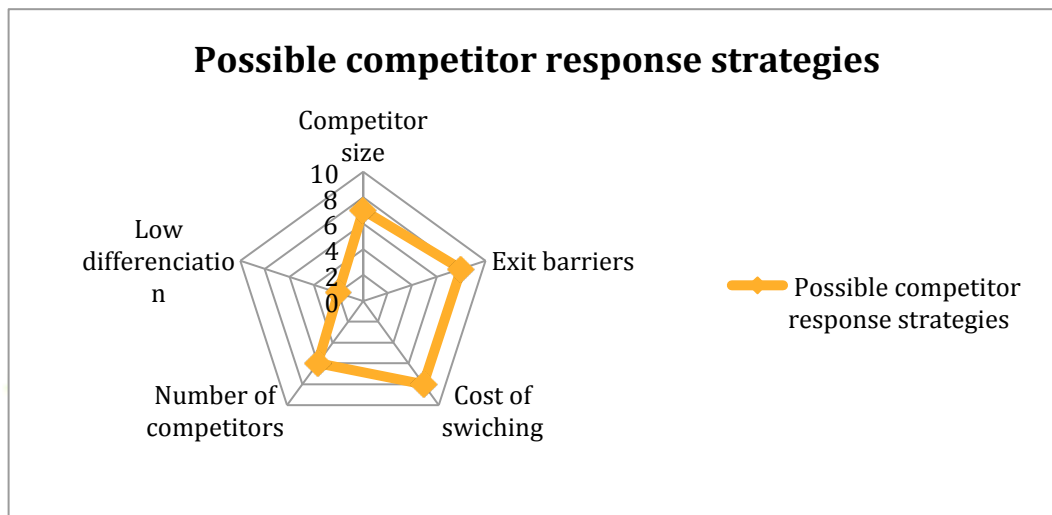 Possible competitor response strategies
Competitor
size
10
8
6
4
2
0
Low
differenciatio
n
Exit barriers
Number of
competitors
Cost of
swiching
Possible competitor
response strategies